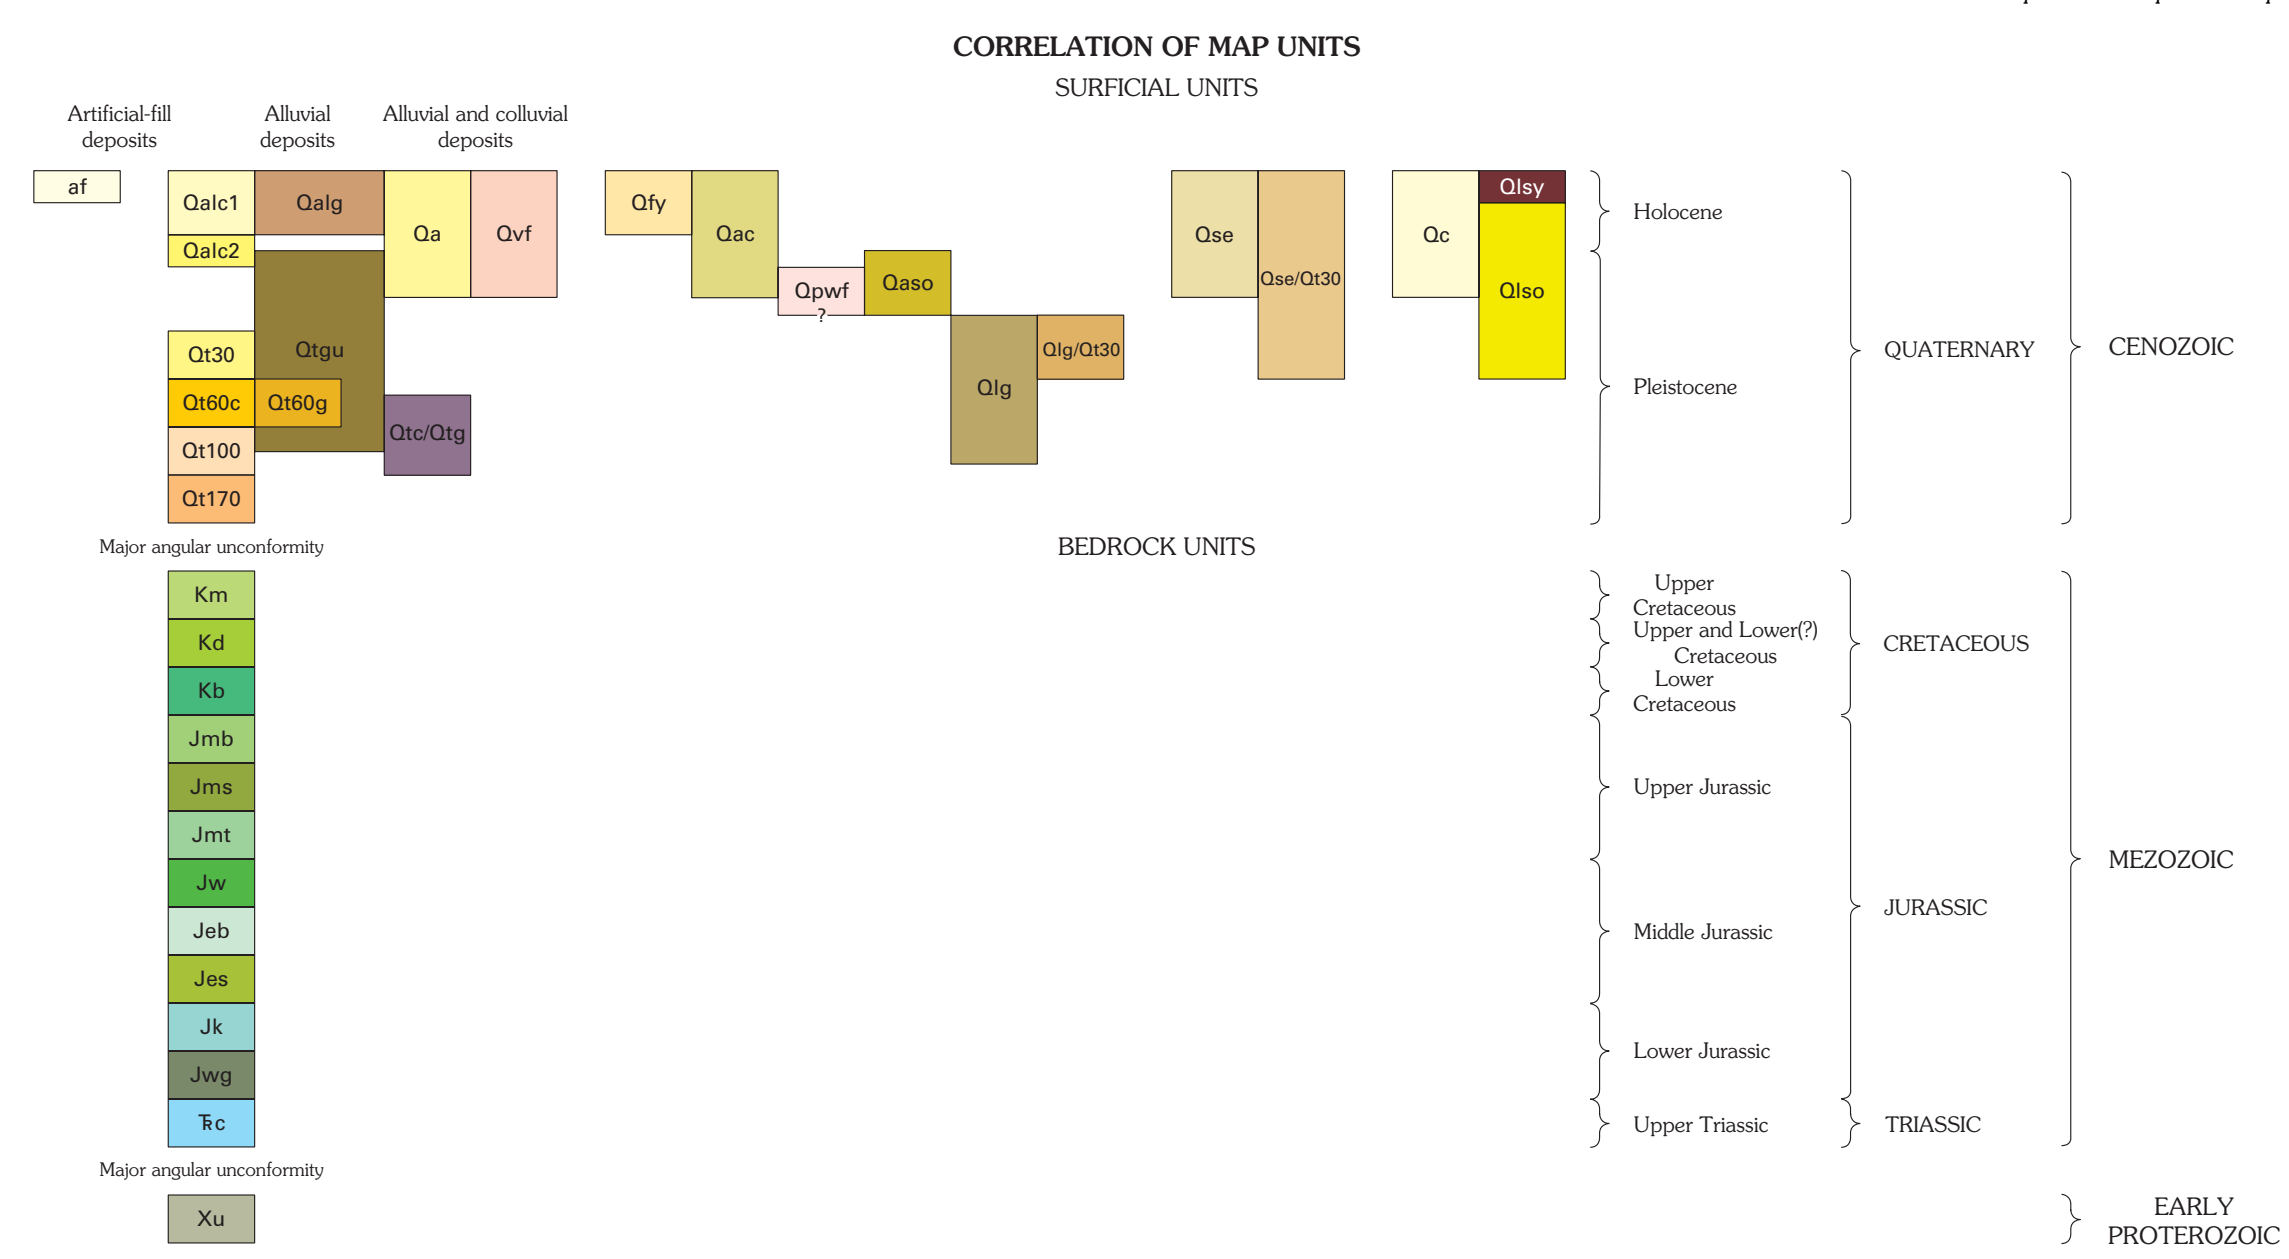 CORRELATION OF MAP UNITS
SURFICIAL UNITS
Artificial-fill
deposits
Alluvial
deposits
Alluvial and colluvial
deposits
af
Qalc1
Qalg
Qa
Qvf
Qfy
Qac
Qse
Qse/Qt30
Qc
Qlsy
Qlso
Qalc2
Qpwf
?
Qaso
Qt30
Qtgu
Qlg
Qlg/Qt30
Qt60c
Qt60g
Qtc/Qtg
Qt100
Qt170
Holocene
Pleistocene
QUATERNARY
CENOZOIC
Major angular unconformity
BEDROCK UNITS
Km
Kd
Kb
Jmb
Jms
Jmt
Jw
Jeb
Jes
Jk
Jwg
TRc
Upper
Cretaceous
Upper and Lower(?)
Cretaceous
Lower
Cretaceous
Upper Jurassic
Middle Jurassic
Lower Jurassic
Upper Triassic
CRETACEOUS
JURASSIC
TRIASSIC
MEZOZOIC
Major angular unconformity
Xu
EARLY
PROTEROZOIC